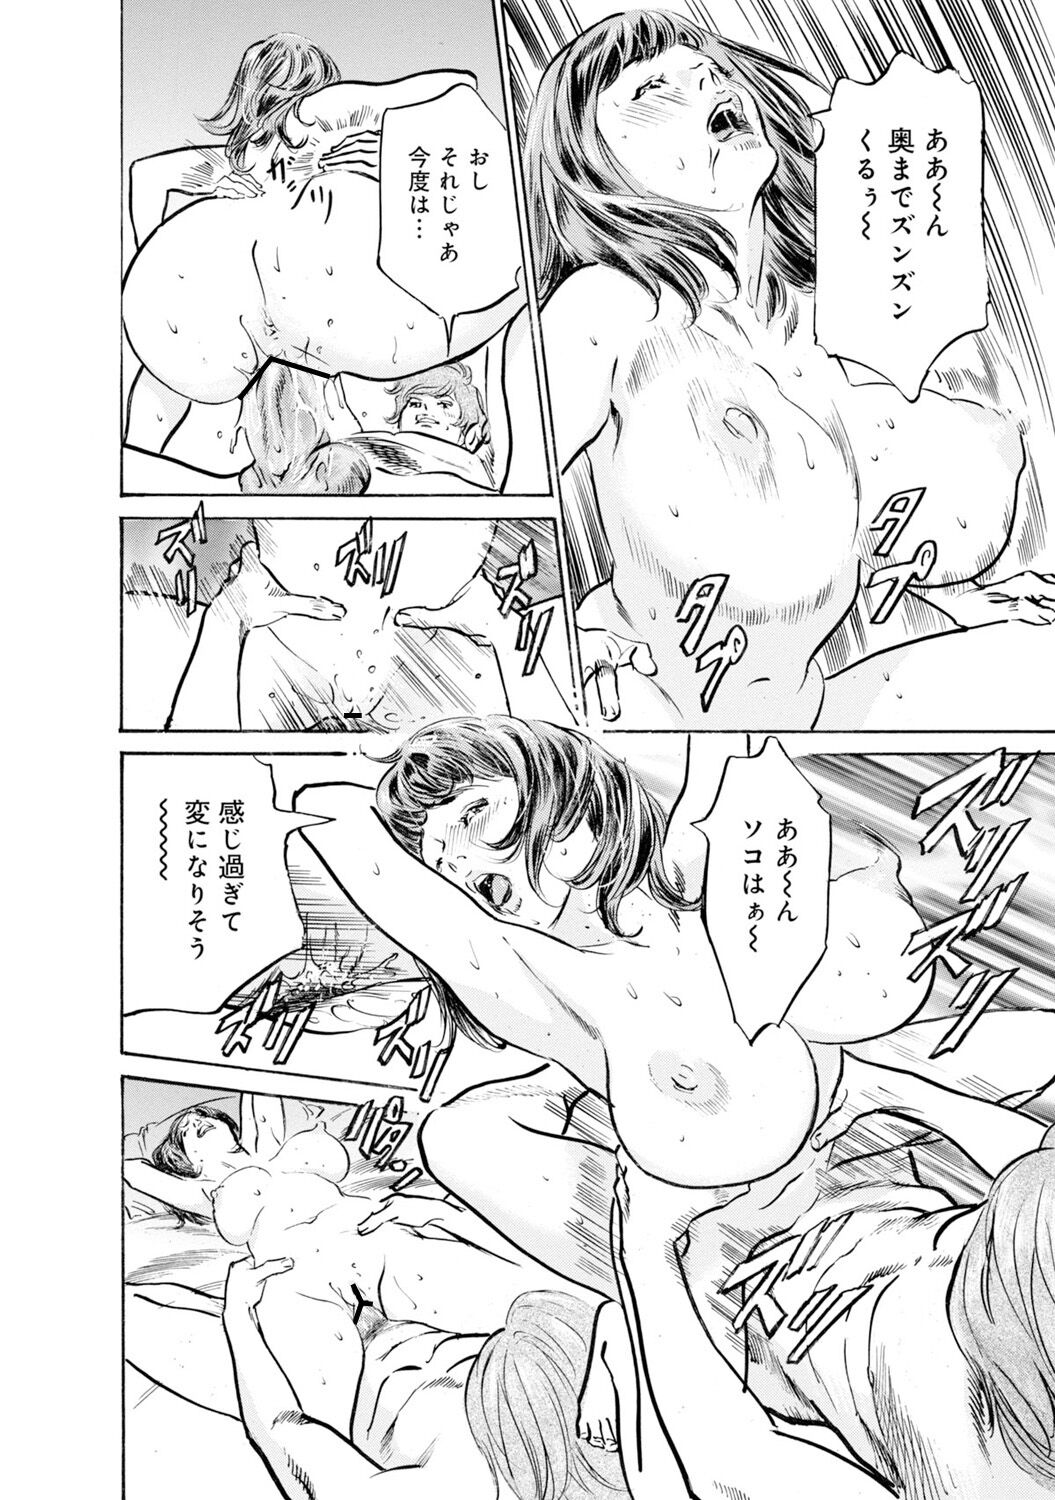 ああ〜ん
奥までズンズン
くるぅ〜
タプ
タプ
おし
それじゃあ
今度は…
ガシッ
ズリ
ズリ
ズリ
ああ〜ん
ソコはぁ〜
ズリ
ズリ
感じ過ぎて
変になりそう
〜〜〜〜
ズリ
ズリ
ズリ
ズリ